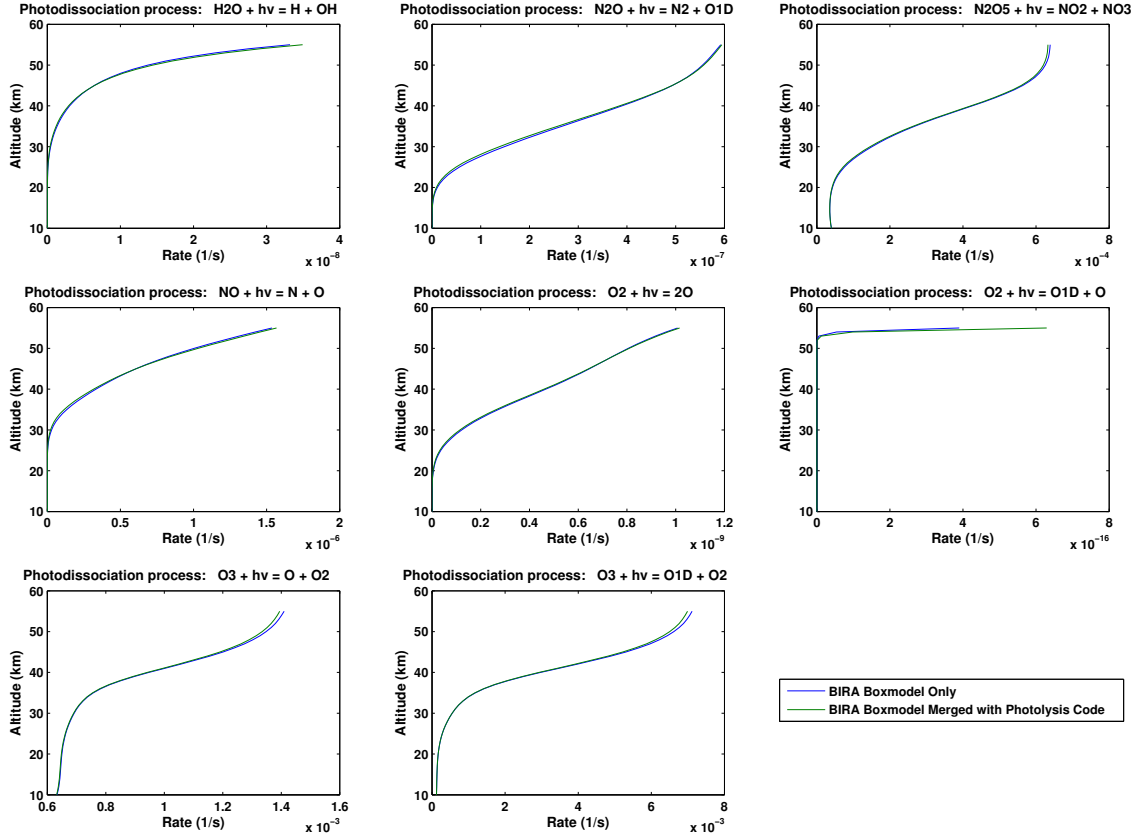 Photodissociation process:   H2O + hv = H + OH
Altitude (km)
60
50
40
30
20
10
0
1
2
3
4
x 10⁻⁸
Rate (1/s)
Photodissociation process:   N2O + hv = N2 + O1D
Altitude (km)
60
50
40
30
20
10
0
1
2
3
4
5
6
7
x 10⁻⁷
Rate (1/s)
Photodissociation process:   N2O5 + hv = NO2 + NO3
Altitude (km)
60
50
40
30
20
10
0
2
4
6
8
x 10⁻⁴
Rate (1/s)
Photodissociation process:   NO + hv = N + O
Altitude (km)
60
50
40
30
20
10
0
0.5
1
1.5
2
x 10⁻⁶
Rate (1/s)
Photodissociation process:   O2 + hv = 2O
Altitude (km)
60
50
40
30
20
10
0
0.2
0.4
0.6
0.8
1
1.2
x 10⁻⁹
Rate (1/s)
Photodissociation process:   O2 + hv = O1D + O
Altitude (km)
60
50
40
30
20
10
0
2
4
6
8
x 10⁻¹⁶
Rate (1/s)
Photodissociation process:   O3 + hv = O + O2
Altitude (km)
60
50
40
30
20
10
0.6
0.8
1
1.2
1.4
1.6
x 10⁻³
Rate (1/s)
Photodissociation process:   O3 + hv = O1D + O2
Altitude (km)
60
50
40
30
20
10
0
2
4
6
8
x 10⁻³
Rate (1/s)
BIRA Boxmodel Only
BIRA Boxmodel Merged with Photolysis Code